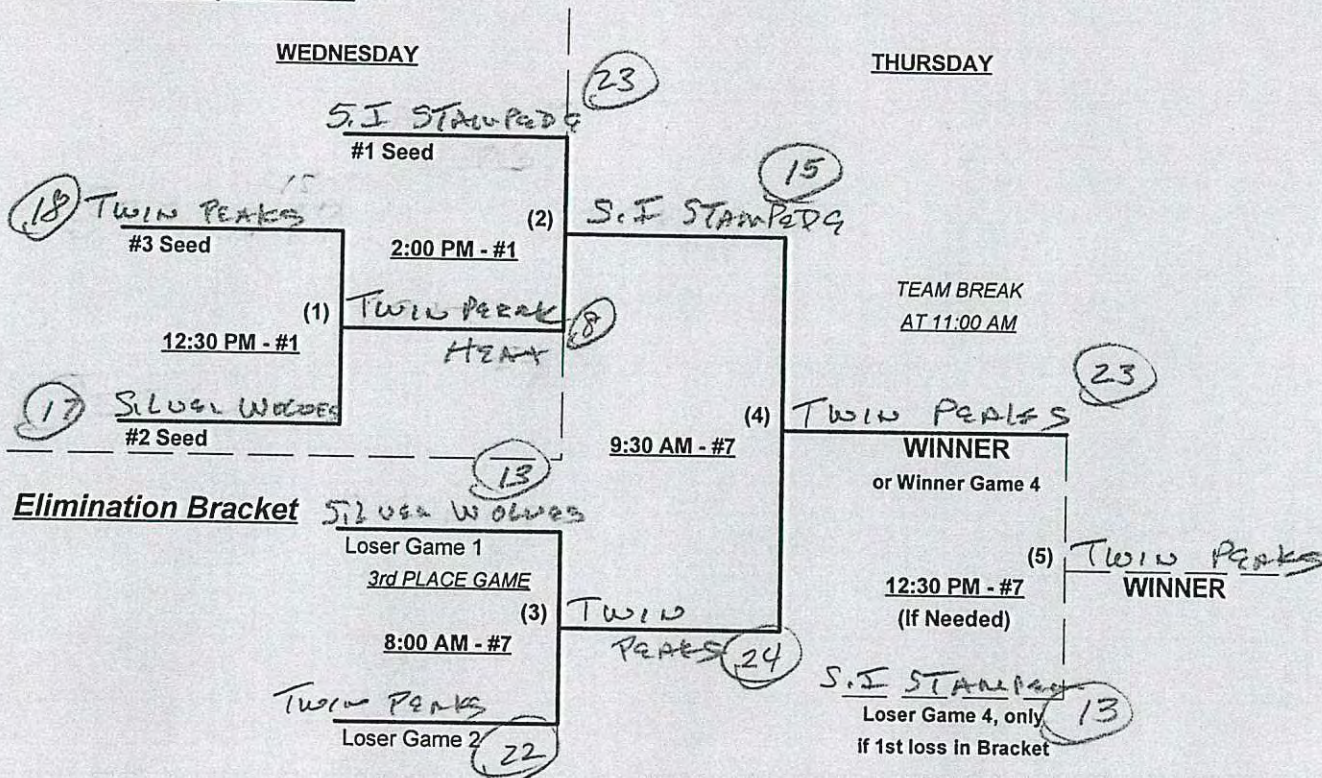 WEDNESDAY
THURSDAY
23
S.I STAMPEDE
#1 Seed
15
18 TWIN PEAKS
#3 Seed
(2)
2:00 PM - #1
S.I STAMPEDE
15
TEAM BREAK
AT 11:00 AM
(1)
12:30 PM - #1
TWIN PEAK
HEAT
8
17 SILVER WOLVES
#2 Seed
23
(4)
9:30 AM - #7
TWIN PEAKS
WINNER
or Winner Game 4
Elimination Bracket
13
SILVER WOLVES
Loser Game 1
3rd PLACE GAME
(3)
8:00 AM - #7
TWIN
PEAKS 24
(5)
12:30 PM - #7
(If Needed)
TWIN PEAKS
WINNER
TWIN PEAKS
Loser Game 2
22
S.I STAMPEDE
Loser Game 4, only
if 1st loss in Bracket
13